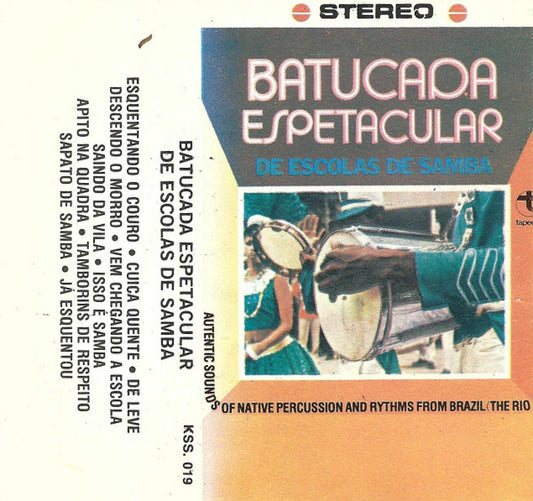 STEREO
BATUCADA
ESPETACULAR
DE ESCOLAS DE SAMBA
AUTENTIC SOUNDS OF NATIVE PERCUSSION AND RYTHMS FROM BRAZIL (THE RIO
BATUCADA ESPETACULAR
DE ESCOLAS DE SAMBA
KSS. 019
ESQUENTANDO O COURO • CUICA QUENTE • DE LEVE
DESCENDO O MORRO • VEM CHEGANDO A ESCOLA
SAINDO DA VILA • ISSO É SAMBA
APITO NA QUADRA • TAMBORINS DE RESPEITO
SAPATO DE SAMBA • JÁ ESQUENTOU